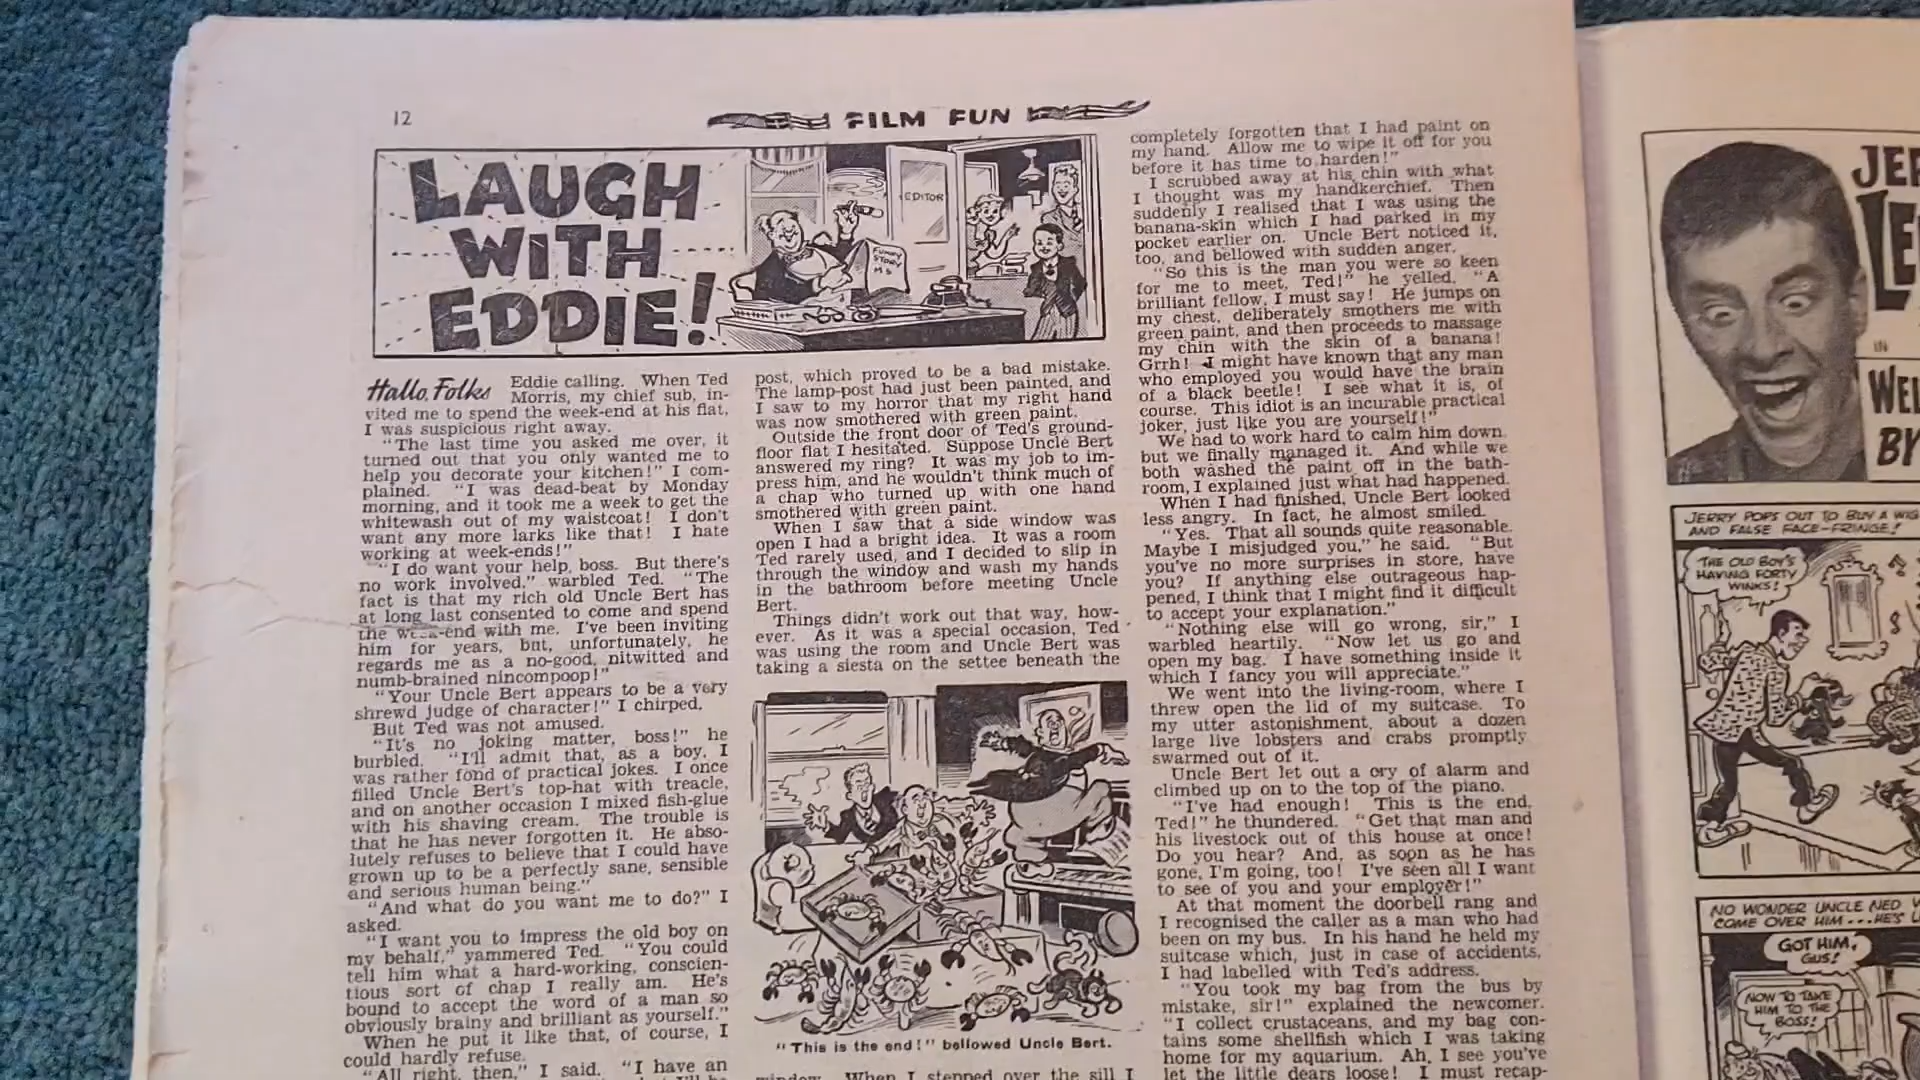 12
FILM FUN
LAUGH
WITH
EDDIE!
EDITOR
FUNNY
STORY
MS
Hallo, Folks
Eddie calling. When Ted
Morris, my chief sub, in-
vited me to spend the week-end at his flat,
I was suspicious right away.
"The last time you asked me over, it
turned out that you only wanted me to
help you decorate your kitchen!" I com-
plained. "I was dead-beat by Monday
morning, and it took me a week to get the
whitewash out of my waistcoat! I don't
want any more larks like that! I hate
working at week-ends!"
"I do want your help, boss. But there's
no work involved," warbled Ted. "The
fact is that my rich old Uncle Bert has
at long last consented to come and spend
the week-end with me. I've been inviting
him for years, but, unfortunately, he
regards me as a no-good, nitwitted and
numb-brained nincompoop!"
"Your Uncle Bert appears to be a very
shrewd judge of character!" I chirped.
But Ted was not amused.
"It's no joking matter, boss!" he
burbled. "I'll admit that, as a boy, I
was rather fond of practical jokes. I once
filled Uncle Bert's top-hat with treacle,
and on another occasion I mixed fish-glue
with his shaving cream. The trouble is
that he has never forgotten it. He abso-
lutely refuses to believe that I could have
grown up to be a perfectly sane, sensible
and serious human being."
"And what do you want me to do?" I
asked.
"I want you to impress the old boy on
my behalf," yammered Ted. "You could
tell him what a hard-working, conscien-
tious sort of chap I really am. He's
bound to accept the word of a man so
obviously brainy and brilliant as yourself."
When he put it like that, of course, I
could hardly refuse.
"All right, then," I said. "I have an
post, which proved to be a bad mistake.
The lamp-post had just been painted, and
I saw to my horror that my right hand
was now smothered with green paint.
Outside the front door of Ted's ground-
floor flat I hesitated. Suppose Uncle Bert
answered my ring? It was my job to im-
press him, and he wouldn't think much of
a chap who turned up with one hand
smothered with green paint.
When I saw that a side window was
open I had a bright idea. It was a room
Ted rarely used, and I decided to slip in
through the window and wash my hands
in the bathroom before meeting Uncle
Bert.
Things didn't work out that way, how-
ever. As it was a special occasion, Ted
was using the room and Uncle Bert was
taking a siesta on the settee beneath the
"This is the end!" bellowed Uncle Bert.
window. When I stepped over the sill I
completely forgotten that I had paint on
my hand. Allow me to wipe it off for you
before it has time to harden!"
I scrubbed away at his chin with what
I thought was my handkerchief. Then
suddenly I realised that I was using the
banana-skin which I had parked in my
pocket earlier on. Uncle Bert noticed it,
too, and bellowed with sudden anger.
"So this is the man you were so keen
for me to meet, Ted!" he yelled. "A
brilliant fellow, I must say! He jumps on
my chest, deliberately smothers me with
green paint, and then proceeds to massage
my chin with the skin of a banana!
Grrh! I might have known that any man
who employed you would have the brain
of a black beetle! I see what it is, of
course. This idiot is an incurable practical
joker, just like you are yourself!"
We had to work hard to calm him down,
but we finally managed it. And while we
both washed the paint off in the bath-
room, I explained just what had happened.
When I had finished, Uncle Bert looked
less angry. In fact, he almost smiled.
"Yes. That all sounds quite reasonable.
Maybe I misjudged you," he said. "But
you've no more surprises in store, have
you? If anything else outrageous hap-
pened, I think that I might find it difficult
to accept your explanation."
"Nothing else will go wrong, sir," I
warbled heartily. "Now let us go and
open my bag. I have something inside it
which I fancy you will appreciate."
We went into the living-room, where I
threw open the lid of my suitcase. To
my utter astonishment, about a dozen
large live lobsters and crabs promptly
swarmed out of it.
Uncle Bert let out a cry of alarm and
climbed up on to the top of the piano.
"I've had enough! This is the end,
Ted!" he thundered. "Get that man and
his livestock out of this house at once!
Do you hear? And, as soon as he has
gone, I'm going, too! I've seen all I want
to see of you and your employer!"
At that moment the doorbell rang and
I recognised the caller as a man who had
been on my bus. In his hand he held my
suitcase which, just in case of accidents,
I had labelled with Ted's address.
"You took my bag from the bus by
mistake, sir!" explained the newcomer.
"I collect crustaceans, and my bag con-
tains some shellfish which I was taking
home for my aquarium. Ah, I see you've
let the little dears loose! I must recap-
IN
BY
JERRY POPS OUT TO BUY A WIG
AND FALSE FACE-FRINGE!
THE OLD BOY'S
HAVING FORTY
WINKS!
NO WONDER UNCLE NED
COME OVER HIM...HE'S
GOT HIM,
GUS!
NOW TO TAKE
HIM TO THE
BOSS!